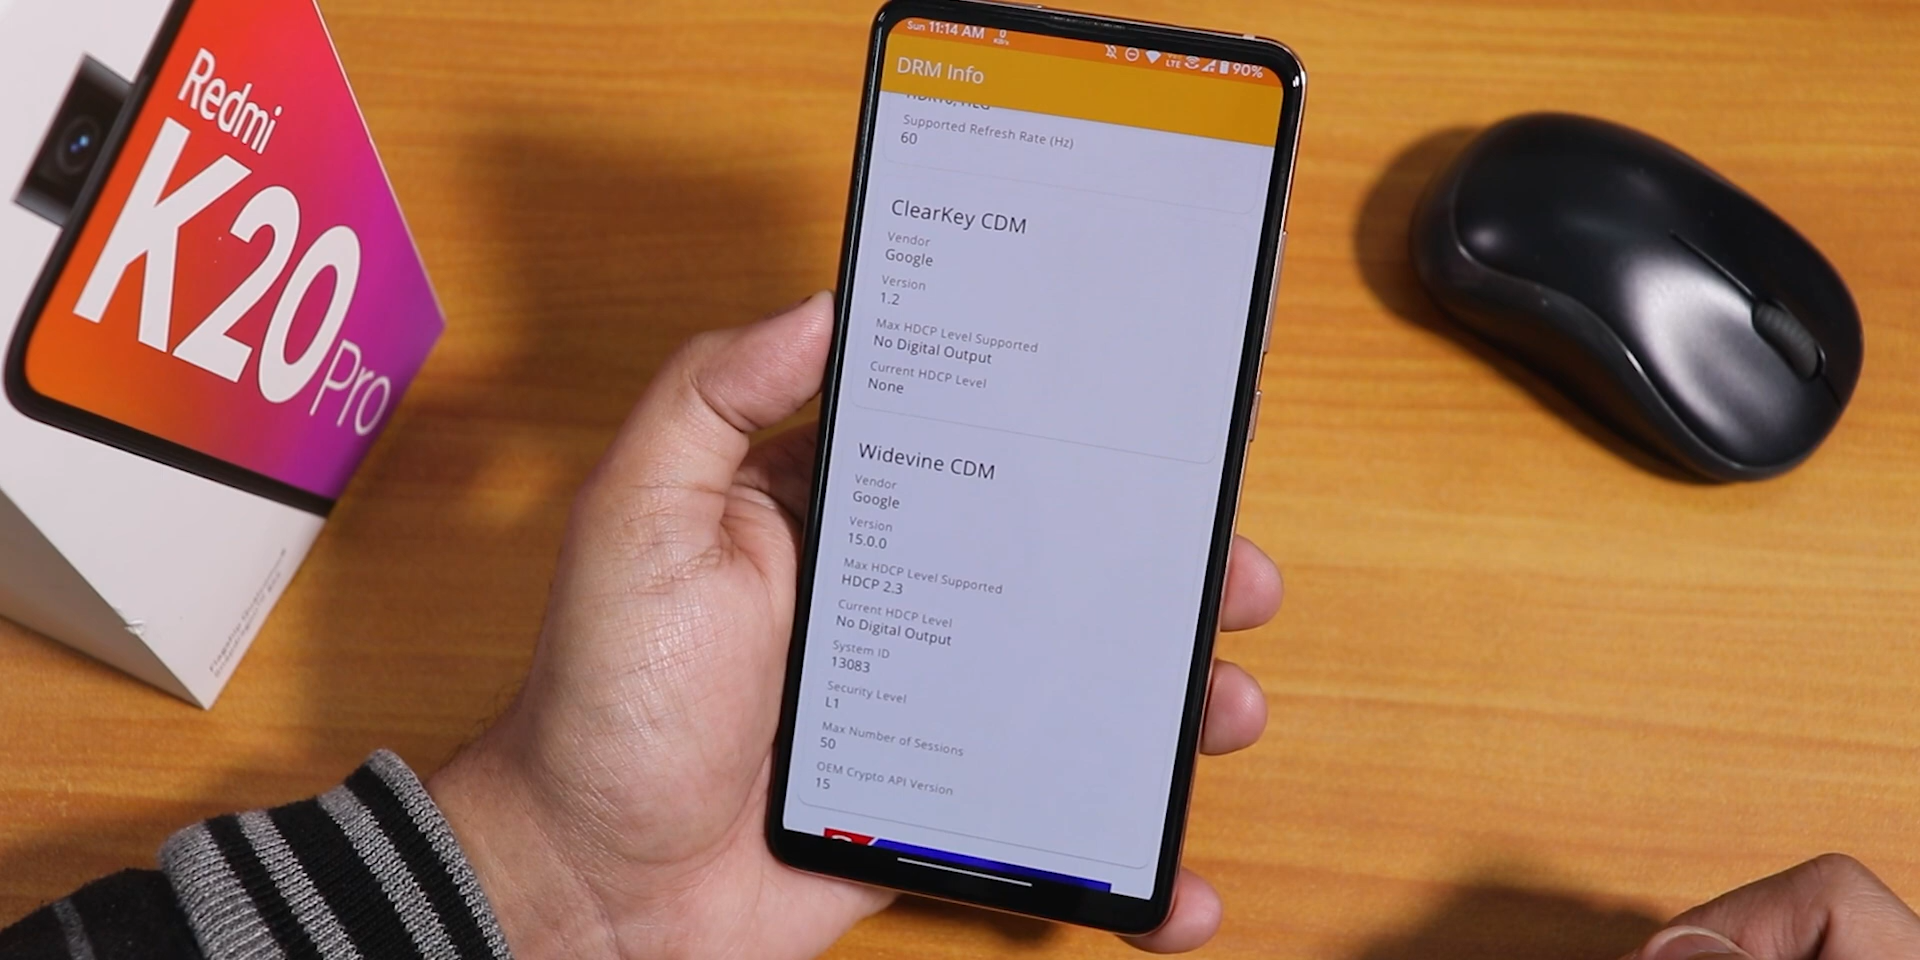 Redmi
K20 Pro
Sun 11:14 AM 0 90%
LTE
DRM Info
Supported Refresh Rate (Hz)
60
ClearKey CDM
Vendor
Google
Version
1.2
Max HDCP Level Supported
No Digital Output
Current HDCP Level
None
Widevine CDM
Vendor
Google
Version
15.0.0
Max HDCP Level Supported
HDCP 2.3
Current HDCP Level
No Digital Output
System ID
13083
Security Level
L1
Max Number of Sessions
50
OEM Crypto API Version
15